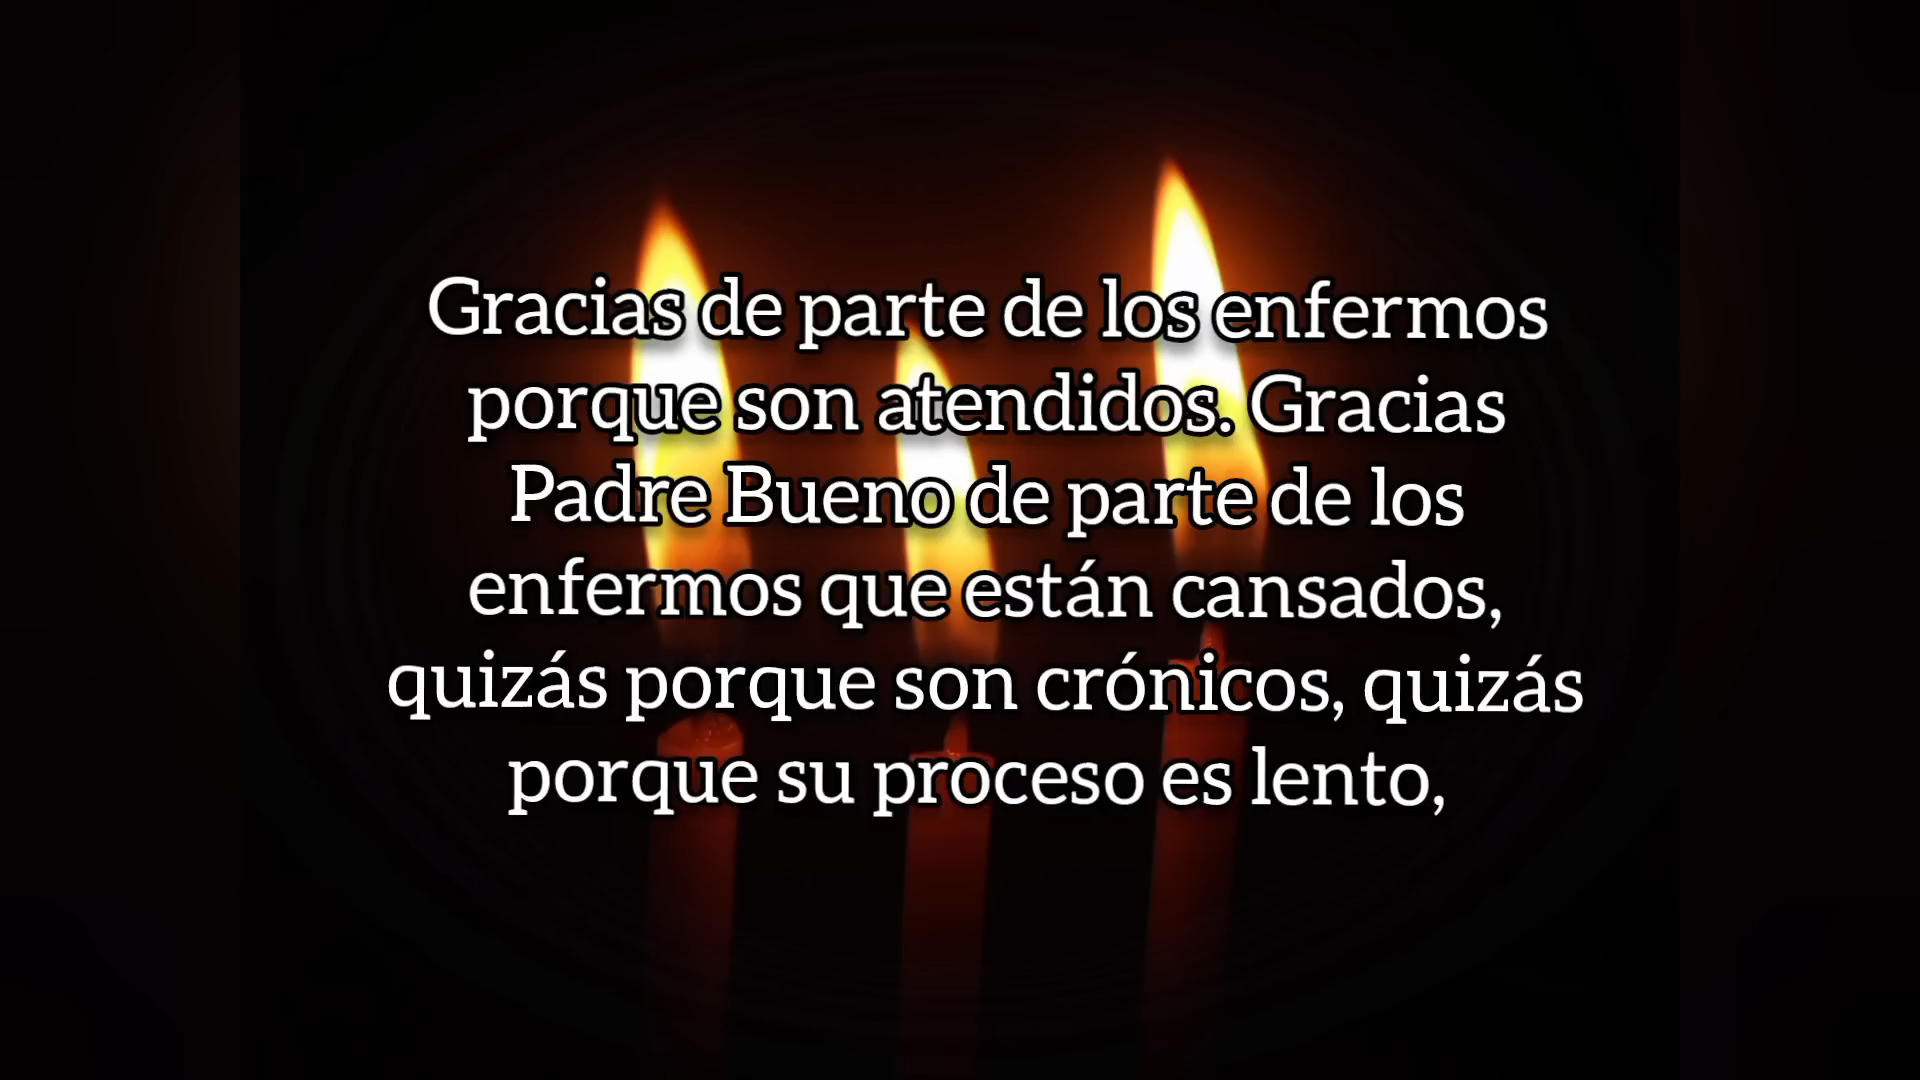 Gracias de parte de los enfermos
porque son atendidos. Gracias
Padre Bueno de parte de los
enfermos que están cansados,
quizás porque son crónicos, quizás
porque su proceso es lento,